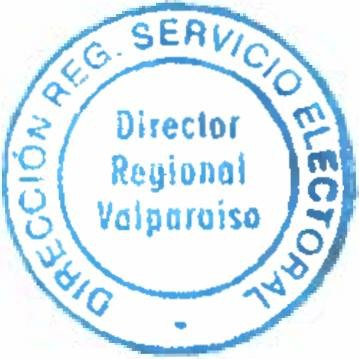 DIRECCIÓN REG. SERVICIO ELECTORAL
Director
Regional
Valparaiso
-